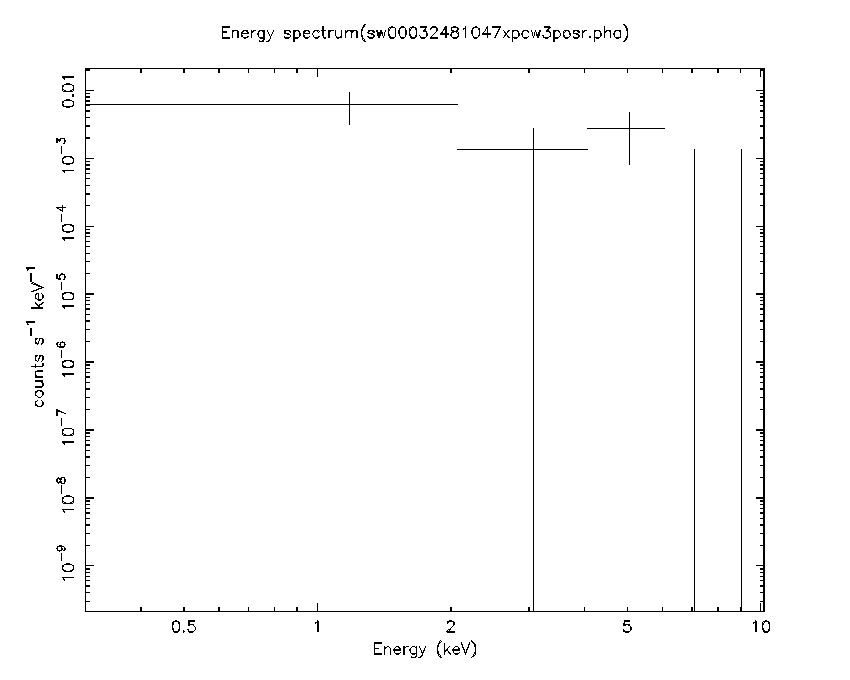 Energy spectrum(sw00032481047xpcw3posr.pha)
0.01
10⁻³
10⁻⁴
10⁻⁵
10⁻⁶
10⁻⁷
10⁻⁸
10⁻⁹
counts s⁻¹ keV⁻¹
0.5 1 2 5 10
Energy (keV)